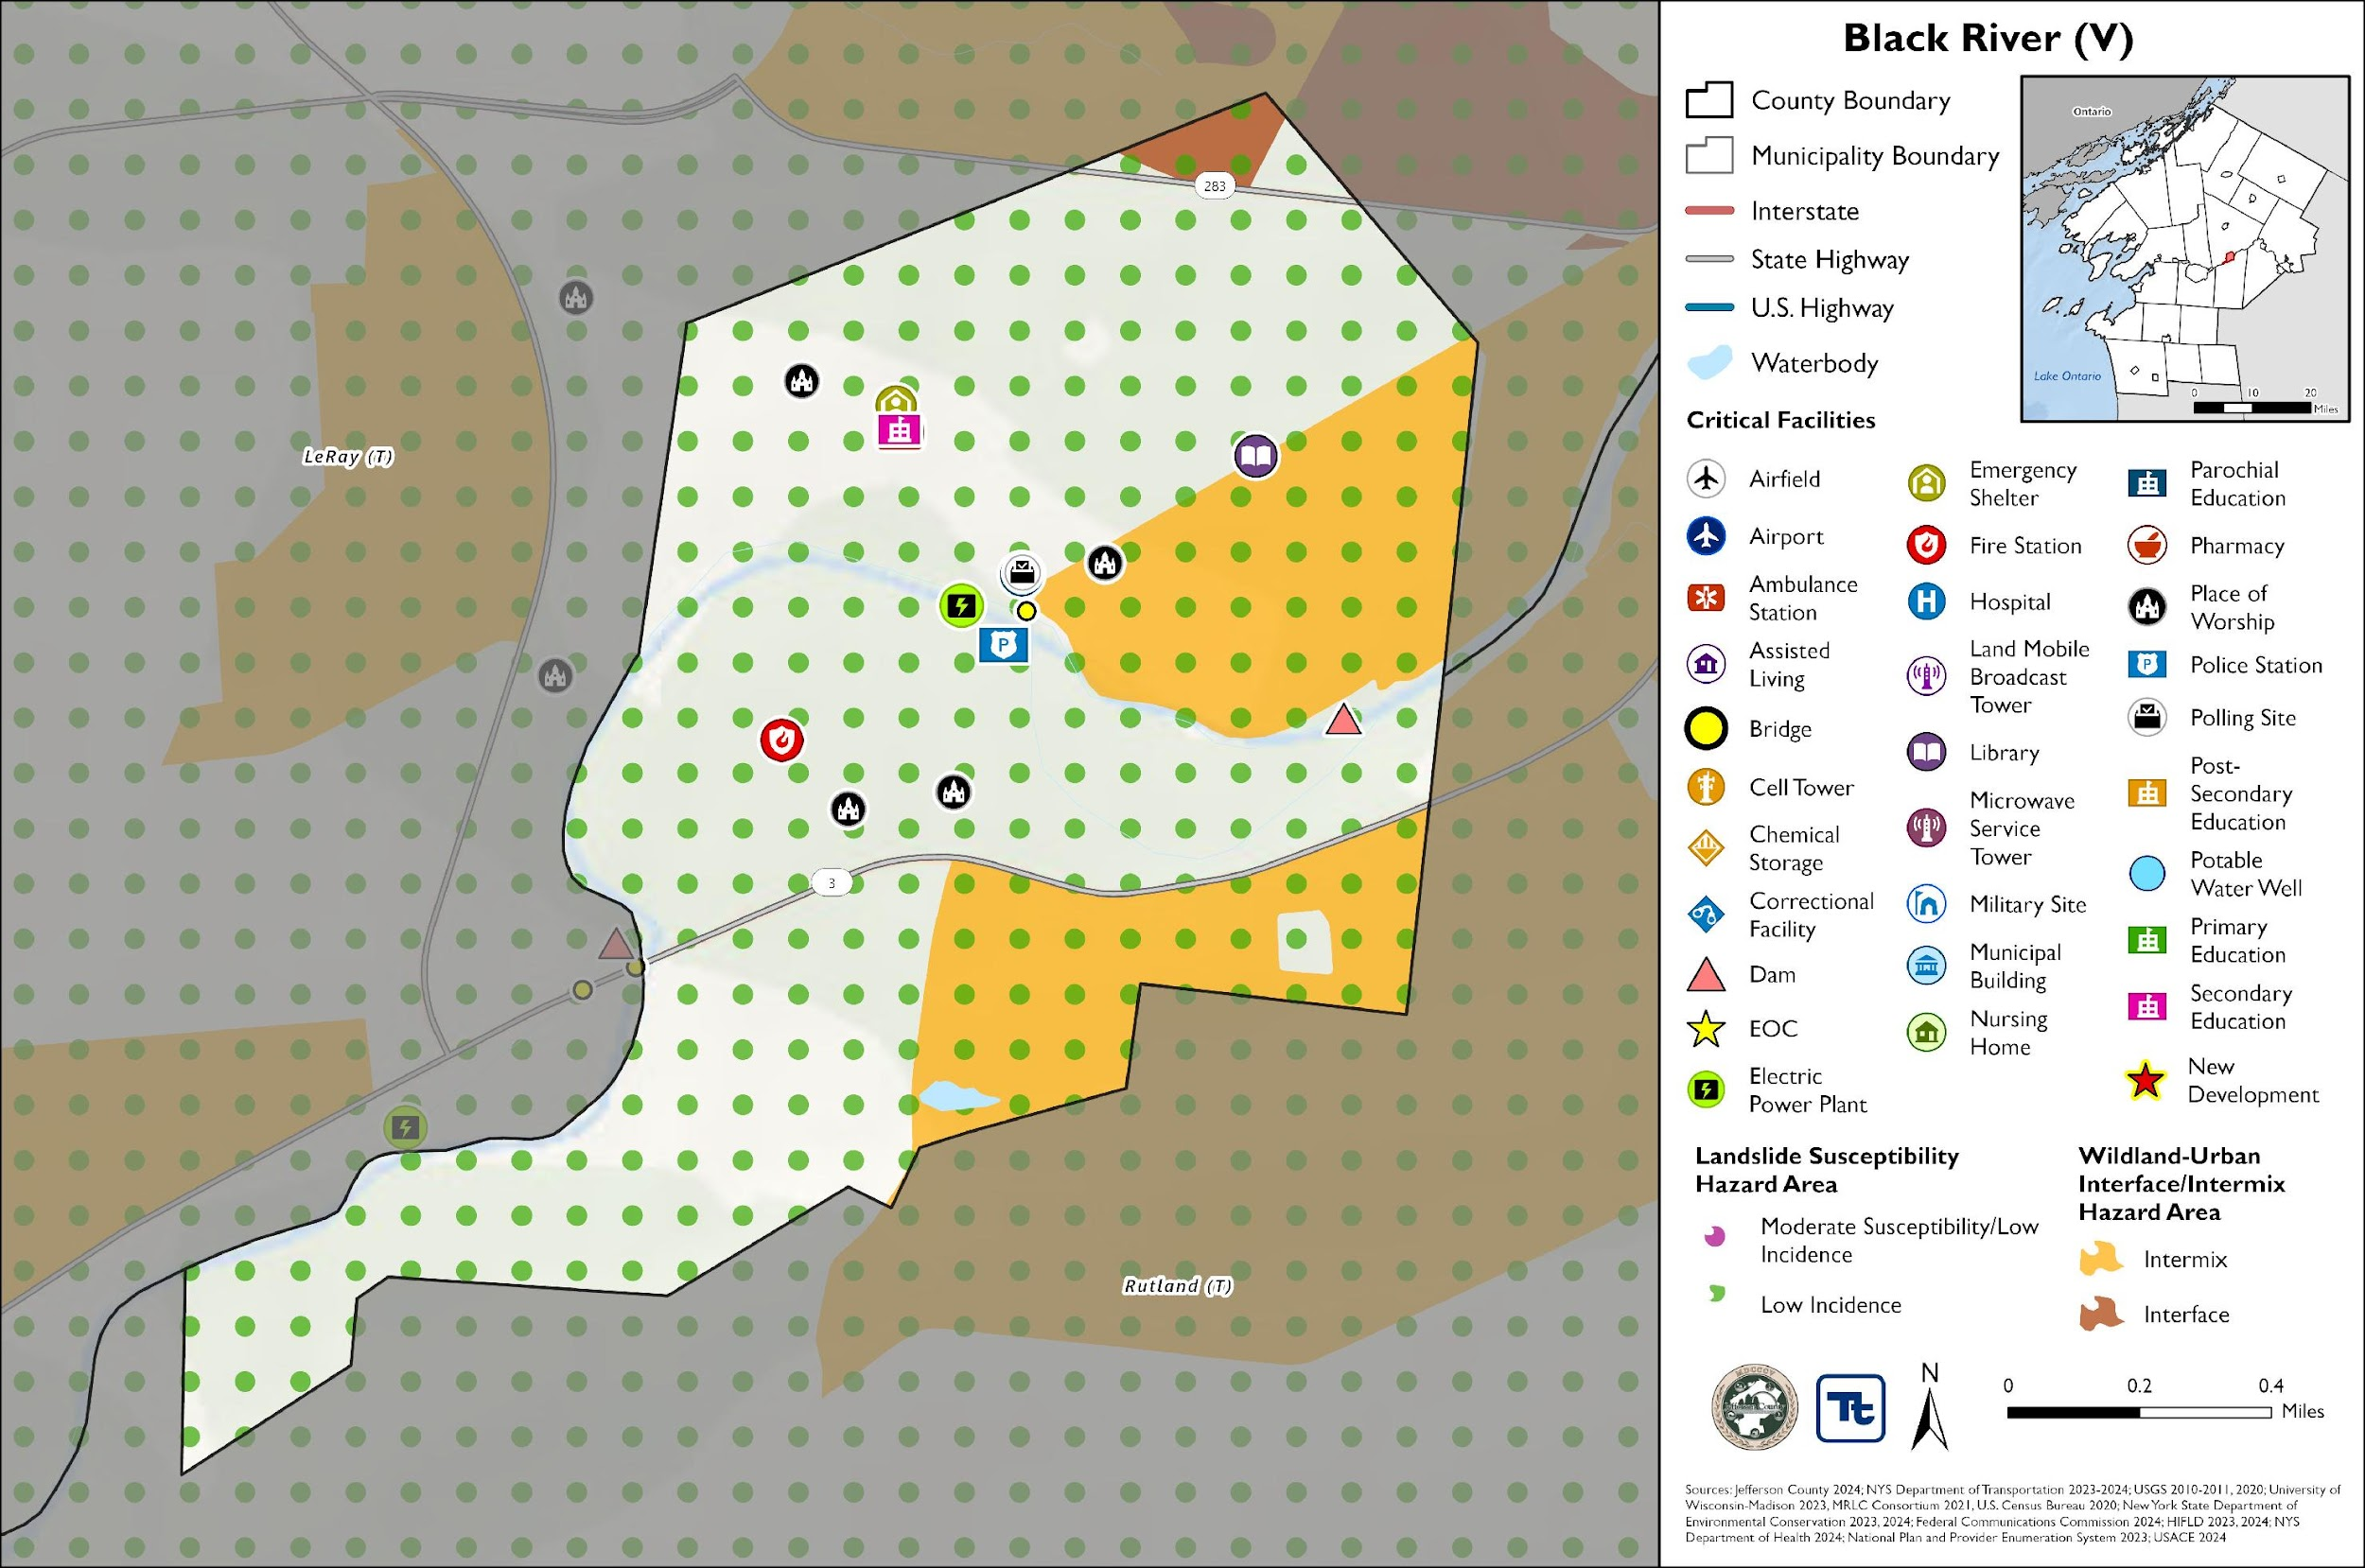 Black River (V)
County Boundary
Municipality Boundary
Interstate
State Highway
U.S. Highway
Waterbody
Ontario
Lake Ontario
0 10 20
Miles
Critical Facilities
Airfield
Airport
Ambulance
Station
Assisted
Living
Bridge
Cell Tower
Chemical
Storage
Correctional
Facility
Dam
EOC
Electric
Power Plant
Emergency
Shelter
Fire Station
H
Hospital
Land Mobile
Broadcast
Tower
Library
Microwave
Service
Tower
Military Site
Municipal
Building
Nursing
Home
Parochial
Education
Pharmacy
Place of
Worship
P
Police Station
Polling Site
Post-
Secondary
Education
Potable
Water Well
Primary
Education
Secondary
Education
New
Development
Landslide Susceptibility
Hazard Area
Moderate Susceptibility/Low
Incidence
Low Incidence
Wildland-Urban
Interface/Intermix
Hazard Area
Intermix
Interface
Tt
N
0 0.2 0.4
Miles
Sources: Jefferson County 2024; NYS Department of Transportation 2023-2024; USGS 2010-2011, 2020; University of
Wisconsin-Madison 2023, MRLC Consortium 2021, U.S. Census Bureau 2020; New York State Department of
Environmental Conservation 2023, 2024; Federal Communications Commission 2024; HIFLD 2023, 2024; NYS
Department of Health 2024; National Plan and Provider Enumeration System 2023; USACE 2024
283
LeRay (T)
P
3
Rutland (T)